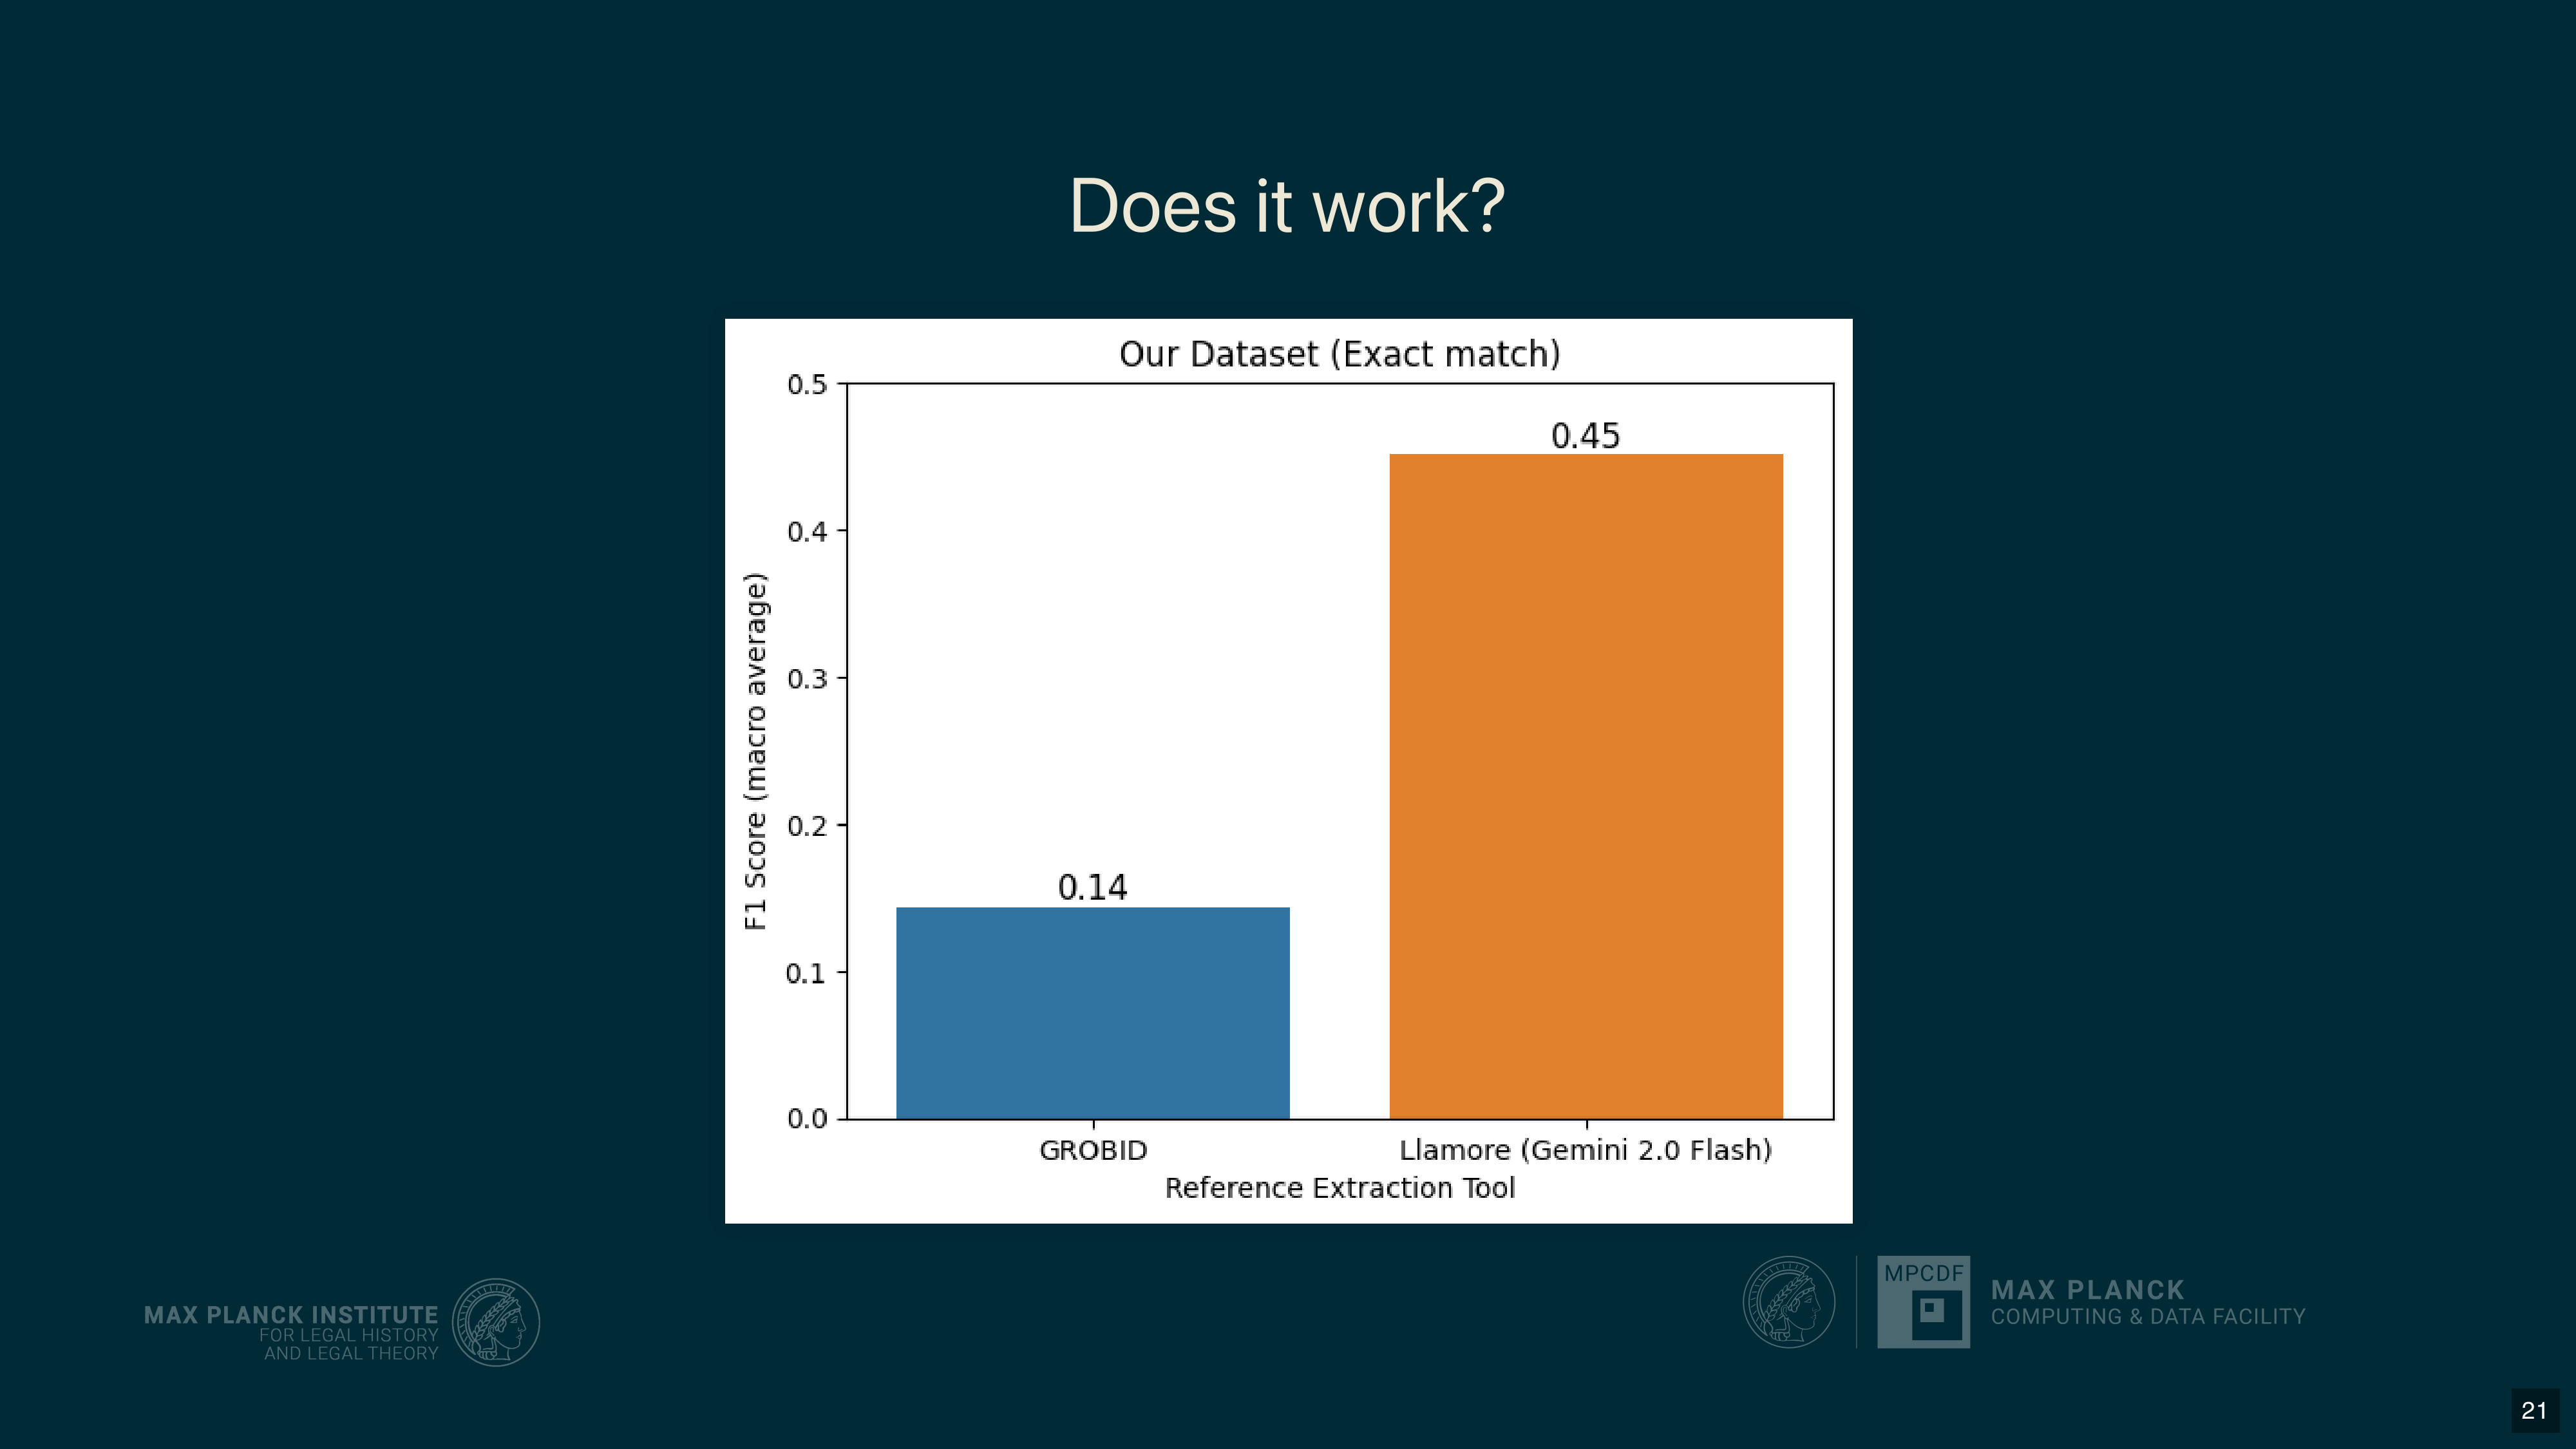 Does it work?
Our Dataset (Exact match)
0.5
0.4
0.3
0.2
0.1
0.0
F1 Score (macro average)
0.14
0.45
GROBID
Llamore (Gemini 2.0 Flash)
Reference Extraction Tool
MAX PLANCK INSTITUTE
FOR LEGAL HISTORY
AND LEGAL THEORY
MPCDF
MAX PLANCK
COMPUTING & DATA FACILITY
21